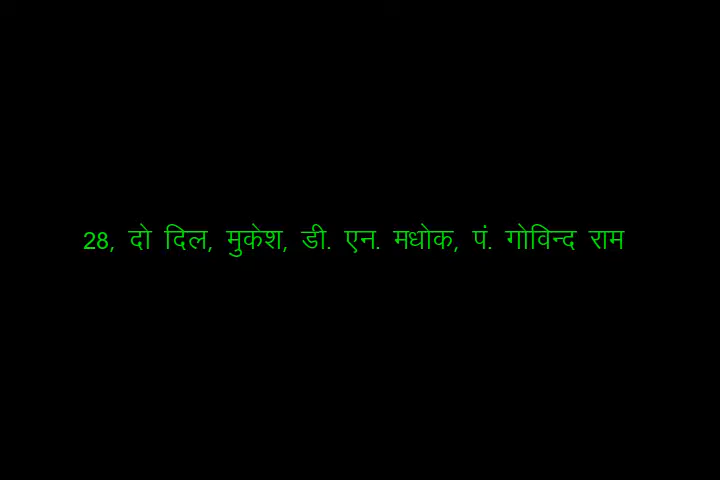 28, दो दिल, मुकेश, डी. एन. मधोक, पं. गोविन्द राम